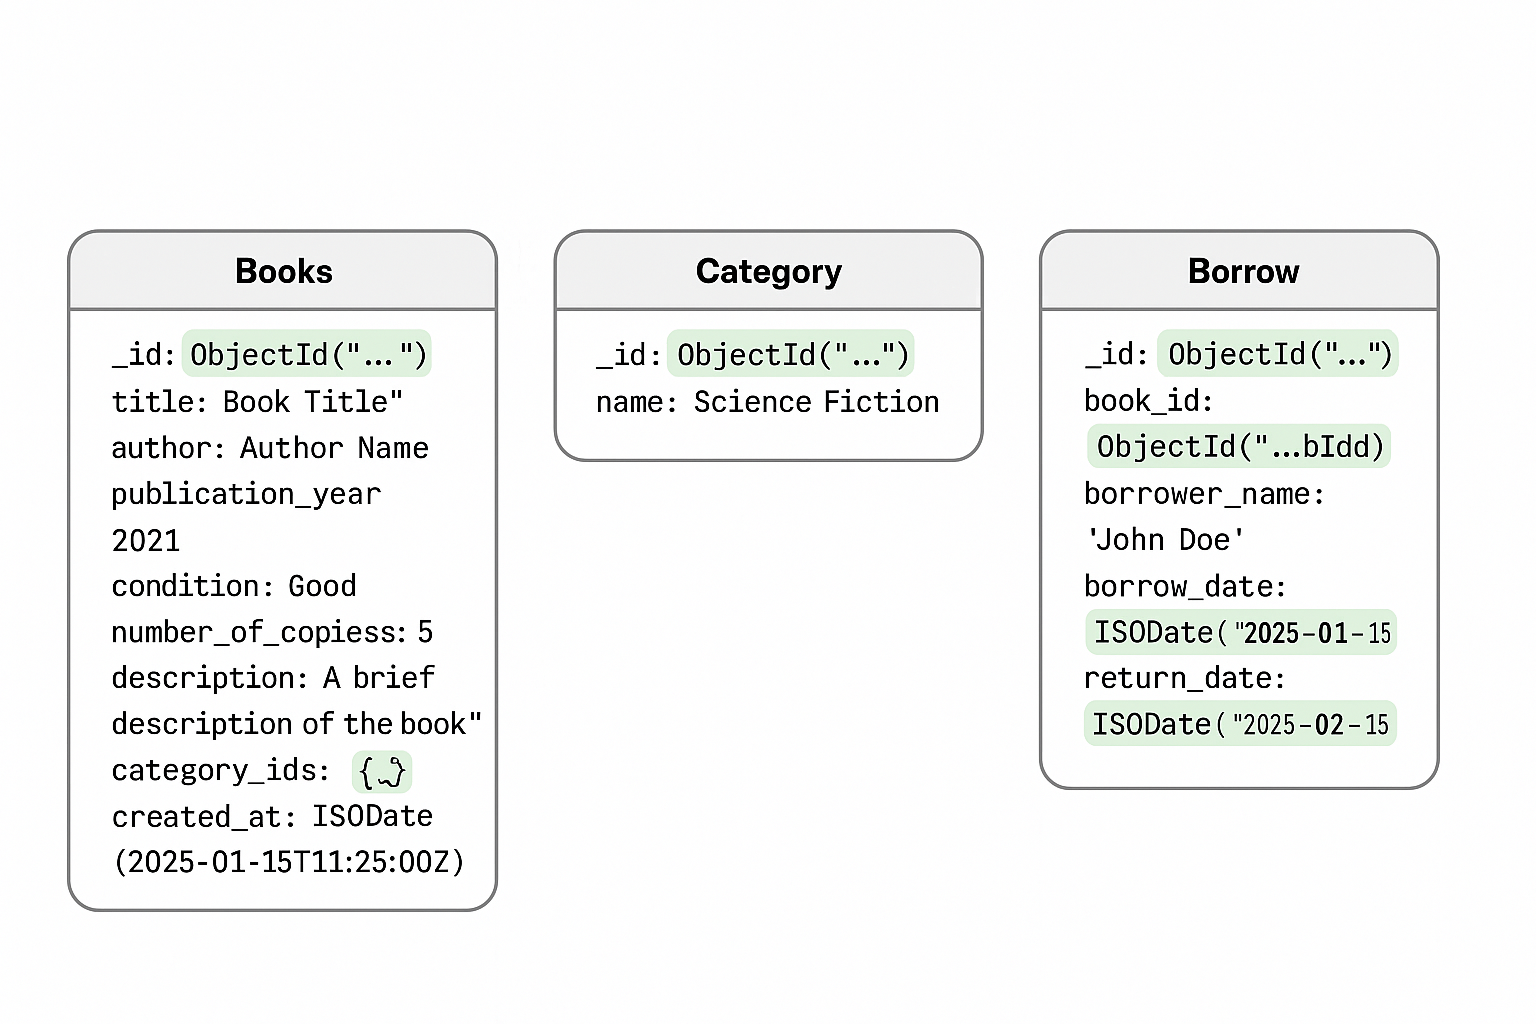 Books
_id: ObjectId("...")
title: Book Title"
author: Author Name
publication_year
2021
condition: Good
number_of_copiess: 5
description: A brief
description of the book"
category_ids:
created_at: ISODate
(2025-01-15T11:25:00Z)
Category
_id: ObjectId("...")
name: Science Fiction
Borrow
_id: ObjectId("...")
book_id:
ObjectId("...bIdd)
borrower_name:
'John Doe'
borrow_date:
ISODate("2025-01-15
return_date:
ISODate("2025-02-15